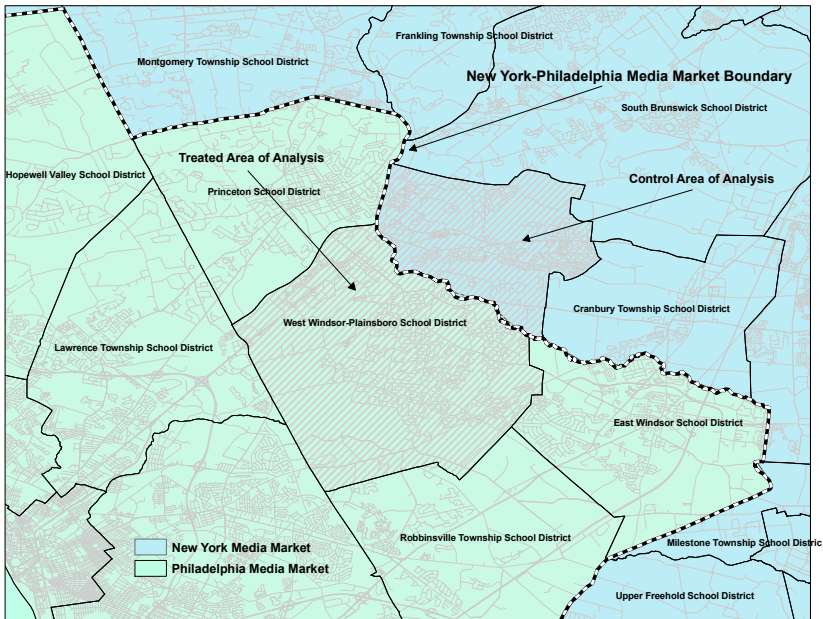 Frankling Township School District
Montgomery Township School District
New York-Philadelphia Media Market Boundary
South Brunswick School District
Treated Area of Analysis
Hopewell Valley School District
Control Area of Analysis
Princeton School District
Cranbury Township School District
West Windsor-Plainsboro School District
Lawrence Township School District
East Windsor School District
Robbinsville Township School District
Milestone Township School Distric
New York Media Market
Philadelphia Media Market
Upper Freehold School District